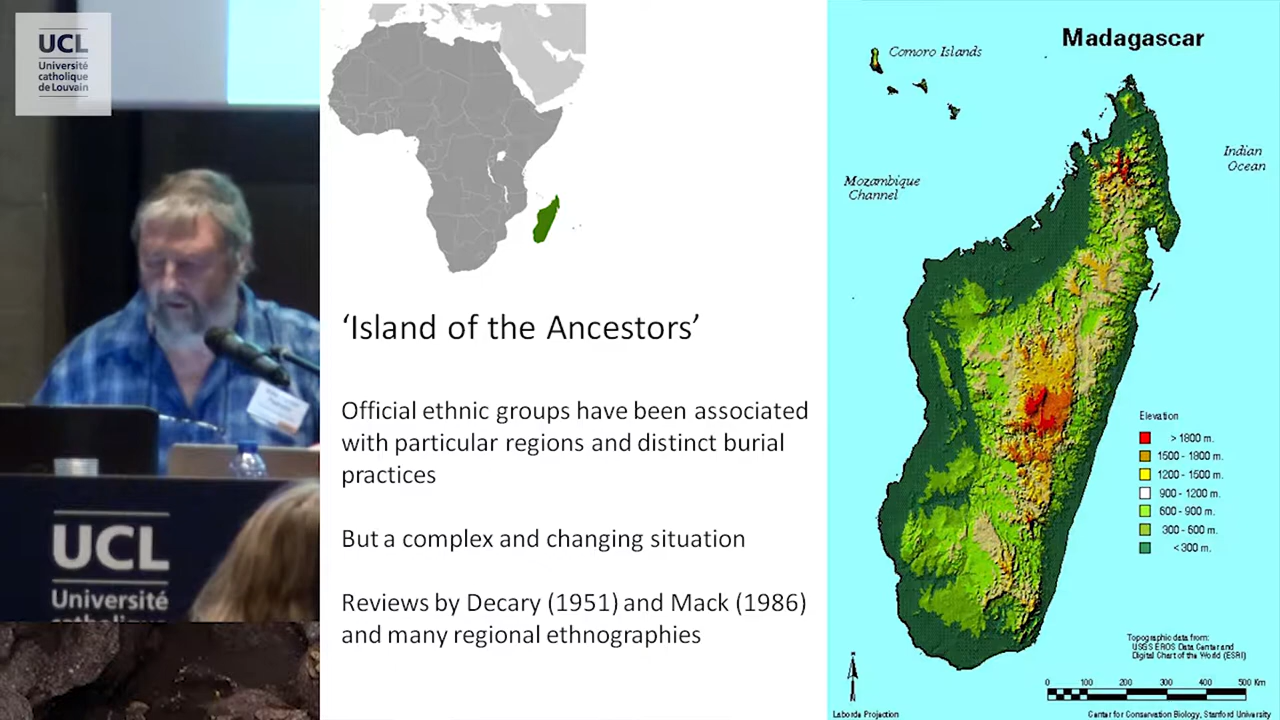 UCL
Université
catholique
de Louvain
UCL
Université
‘Island of the Ancestors’
Official ethnic groups have been associated
with particular regions and distinct burial
practices
But a complex and changing situation
Reviews by Decary (1951) and Mack (1986)
and many regional ethnographies
Madagascar
Comoro Islands
Indian
Ocean
Mozambique
Channel
Elevation
> 1800 m.
1500 - 1800 m.
1200 - 1500 m.
900 - 1200 m.
600 - 900 m.
300 - 600 m.
< 300 m.
Topographic data from:
USGS EROS Data Center and
Digital Chart of the World (ESRI)
0 100 200 300 400 500 Km
Laborde Projection
Center for Conservation Biology, Stanford University